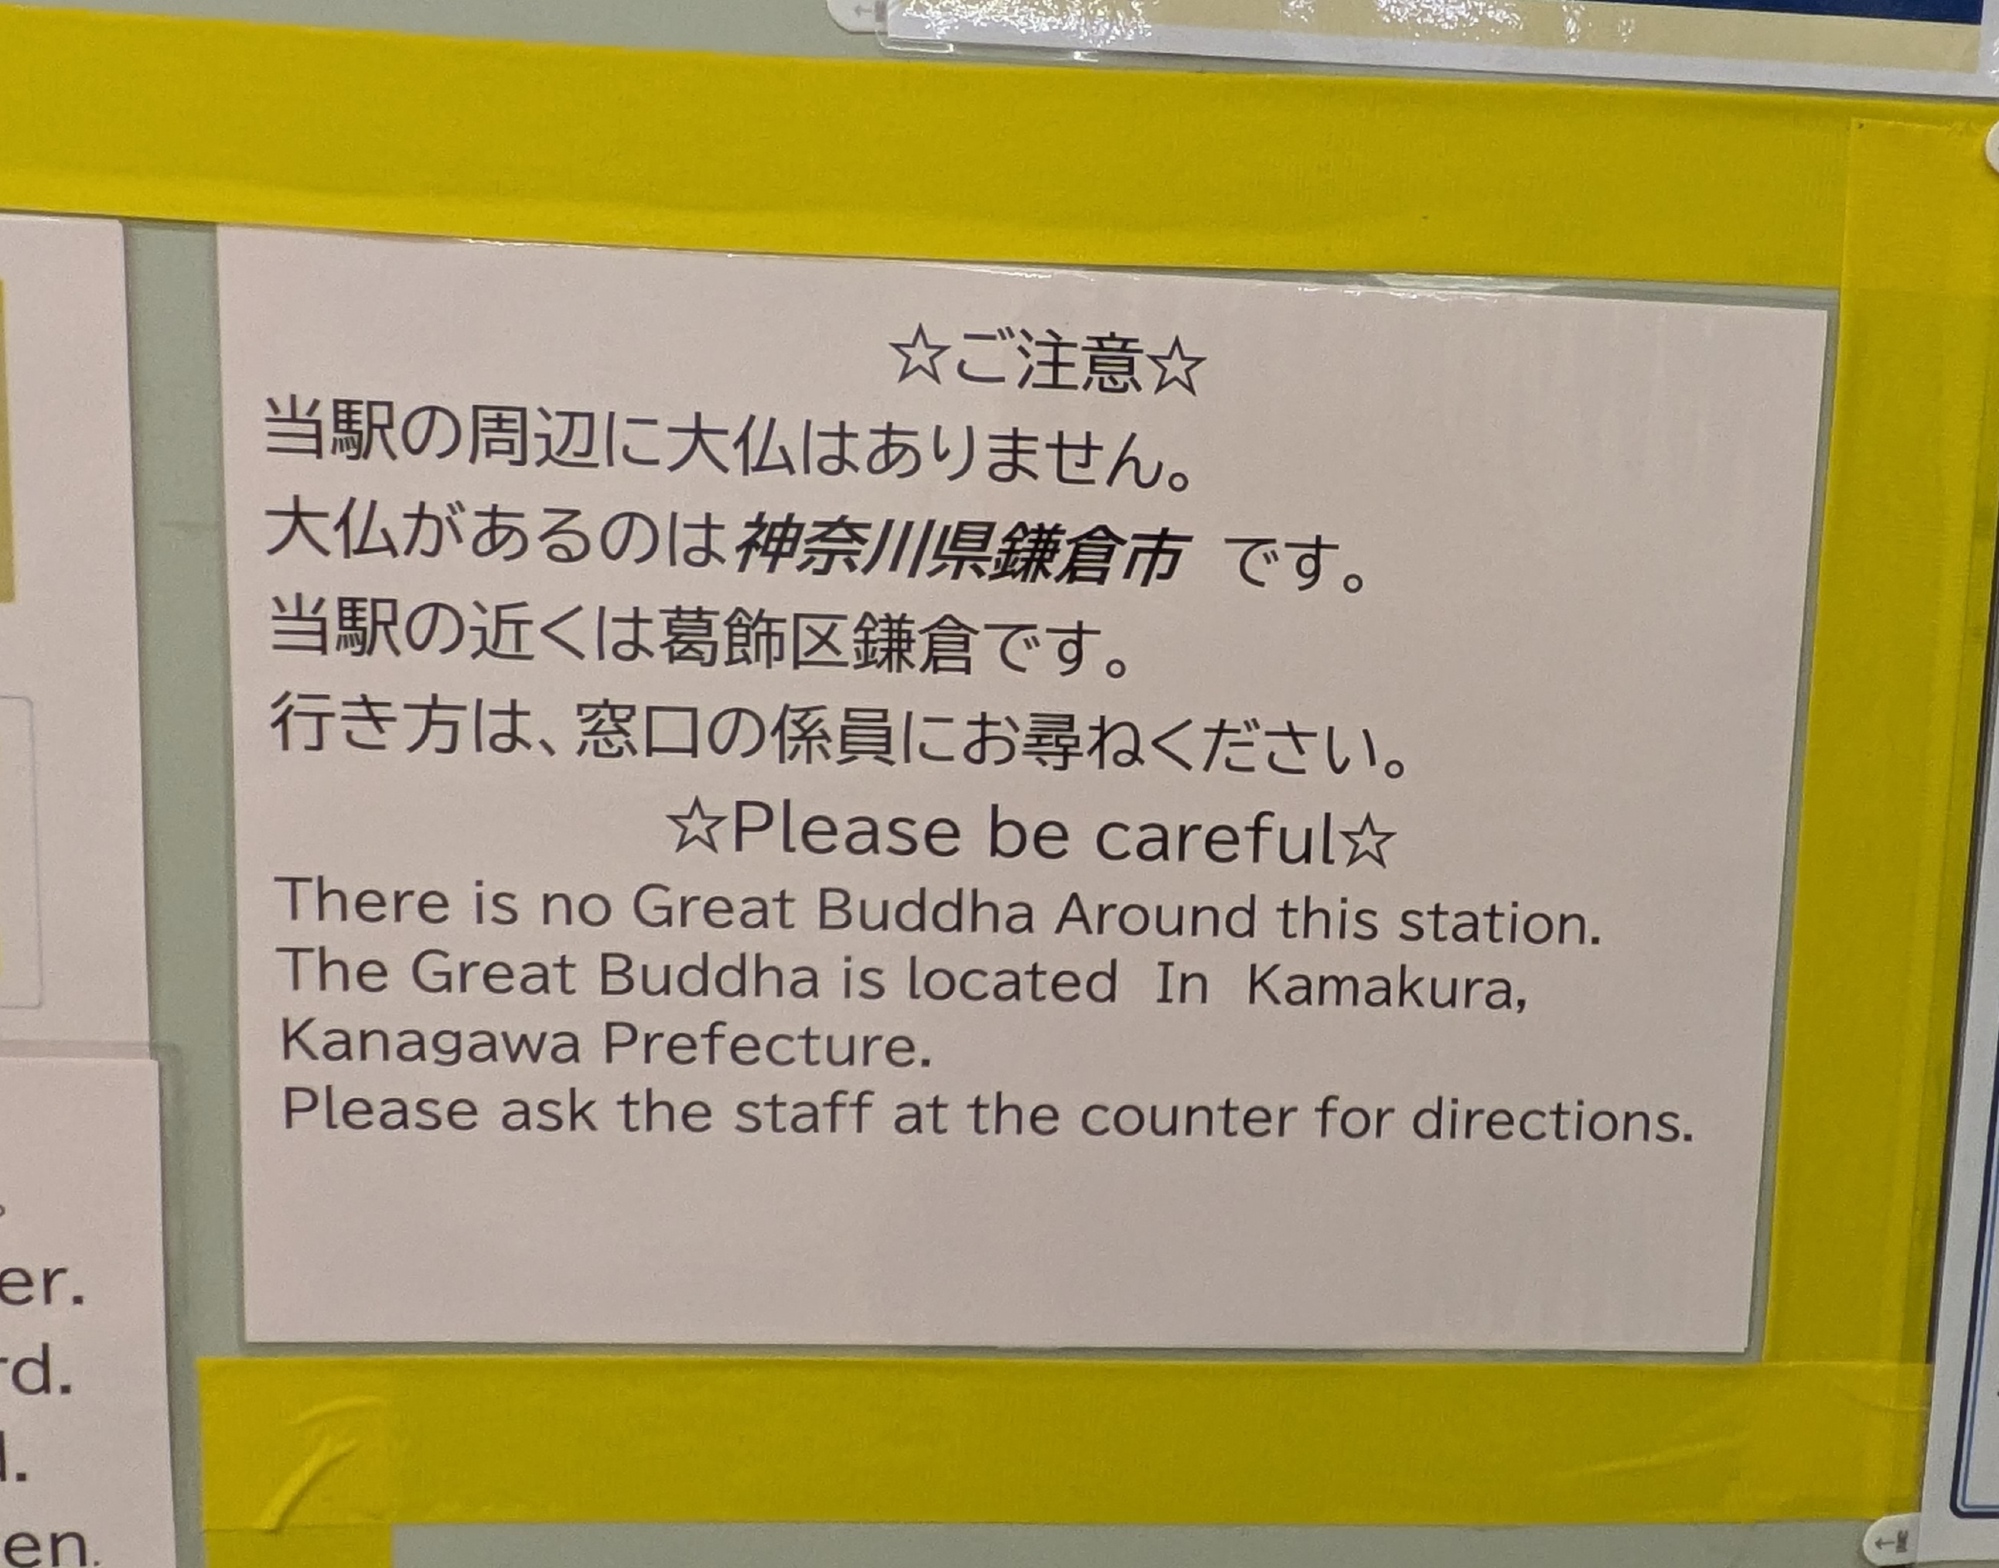 ☆ご注意☆
当駅の周辺に大仏はありません。
大仏があるのは神奈川県鎌倉市 です。
当駅の近くは葛飾区鎌倉です。
行き方は、窓口の係員にお尋ねください。
☆Please be careful☆
There is no Great Buddha Around this station.
The Great Buddha is located In Kamakura,
Kanagawa Prefecture.
Please ask the staff at the counter for directions.
er.
rd.
en.